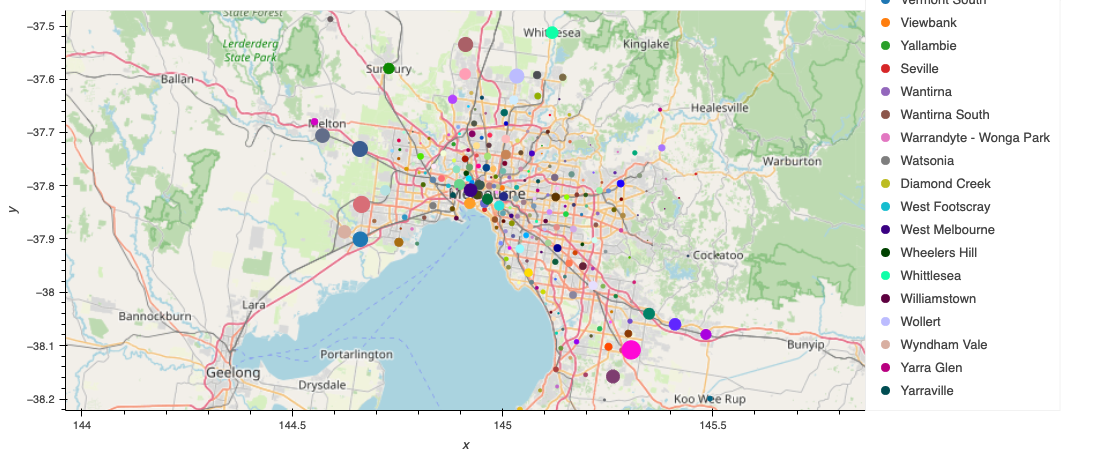 State Forest
−37.5
Whittlesea
Kinglake
Lerderderg
State Park
Sunbury
−37.6
Ballan
Healesville
Melton
−37.7
Warburton
−37.8
Melbourne
y
−37.9
Cockatoo
−38
Lara
Bannockburn
−38.1
Bunyip
Portarlington
Geelong
Drysdale
−38.2
Koo Wee Rup
144
144.5
145
145.5
x
Vermont South
Viewbank
Yallambie
Seville
Wantirna
Wantirna South
Warrandyte - Wonga Park
Watsonia
Diamond Creek
West Footscray
West Melbourne
Wheelers Hill
Whittlesea
Williamstown
Wollert
Wyndham Vale
Yarra Glen
Yarraville